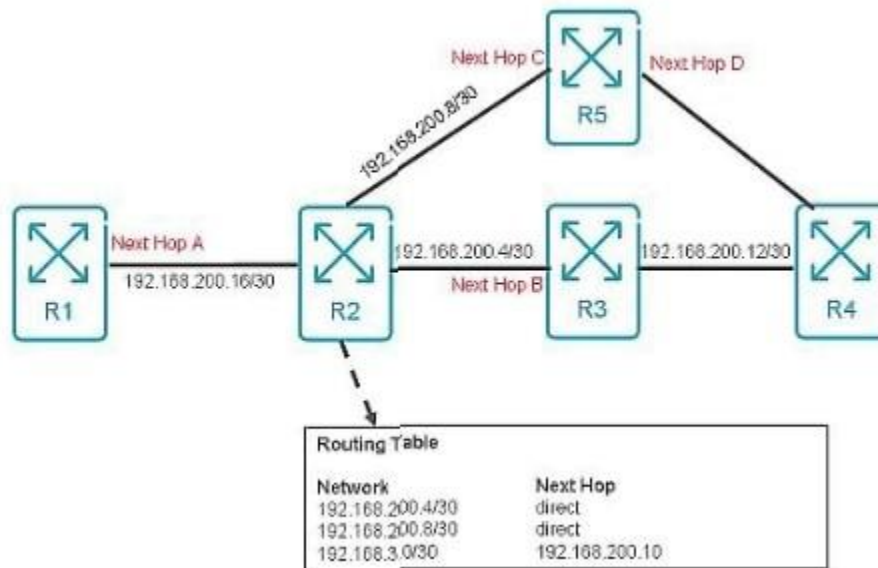 Next Hop C
Next Hop D
R5
192.168.200.8/30
Next Hop A
192.168.200.16/30
R1
R2
192.168.200.4/30
Next Hop B
R3
192.168.200.12/30
R4
Routing Table
Network Next Hop
192.168.200.4/30 direct
192.168.200.8/30 direct
192.168.3.0/30 192.168.200.10